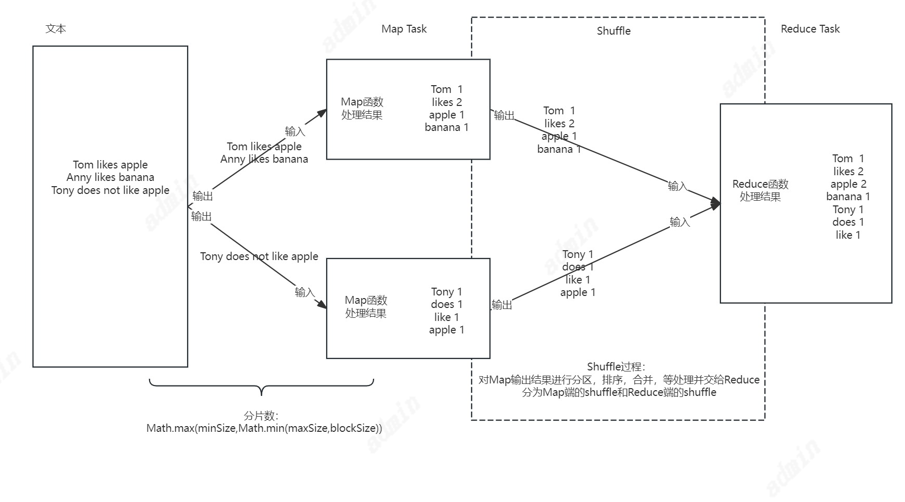 文本
Map Task
Shuffle
Reduce Task
Tom likes apple
Anny likes banana
Tony does not like apple
输出
输出
Tom likes apple
Anny likes banana
输入
Tony does not like apple
输入
Map函数
处理结果
Tom 1
likes 2
apple 1
banana 1
Map函数
处理结果
Tony 1
does 1
like 1
apple 1
输出
Tom 1
likes 2
apple 1
banana 1
输入
输出
Tony 1
does 1
like 1
apple 1
输入
Reduce函数
处理结果
Tom 1
likes 2
apple 2
banana 1
Tony 1
does 1
like 1
Shuffle过程：
对Map输出结果进行分区，排序，合并，等处理并交给Reduce
分为Map端的shuffle和Reduce端的shuffle
分片数：
Math.max(minSize,Math.min(maxSize,blockSize))
admin
admin
admin
admin
admin
admin